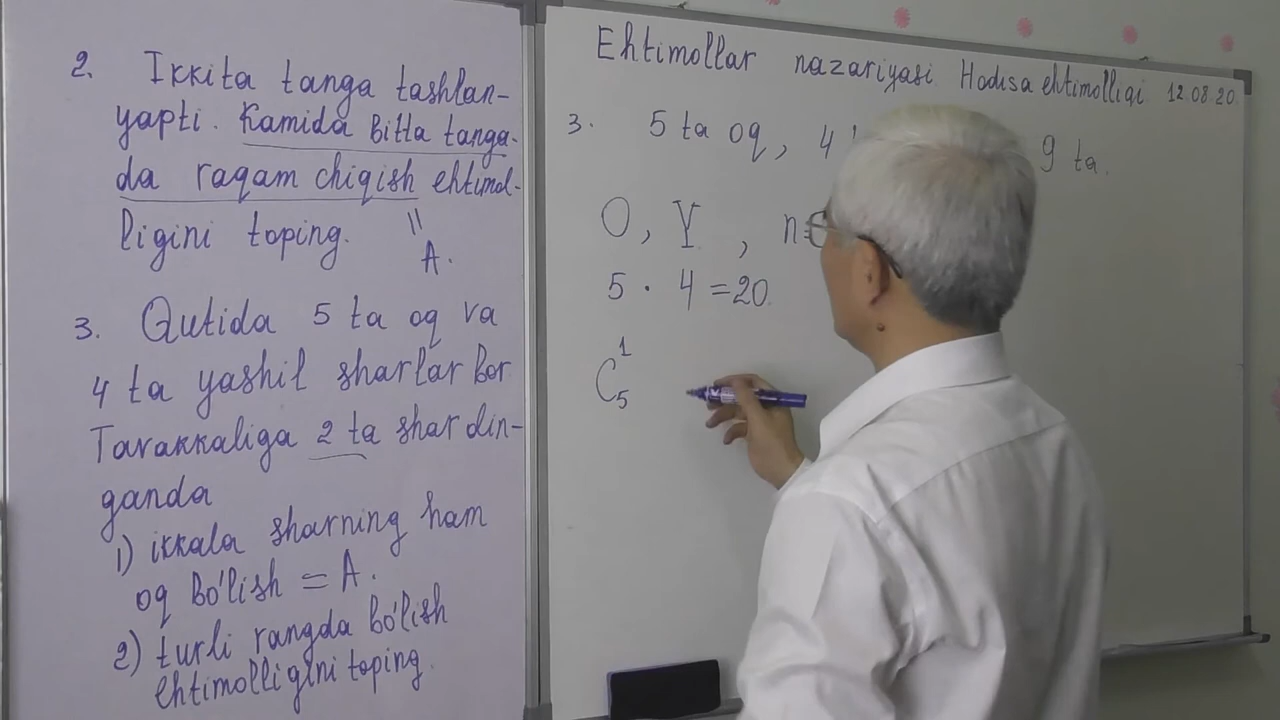 2. Ikkita tanga tashlan-
yapti. Kamida bitta tanga-
da raqam chiqish ehtimol-
ligini toping.
=
A.
3. Qutida 5 ta oq va
4 ta yashil sharlar bor
Tavakkaliga 2 ta shar olin-
ganda
1) ikkala sharning ham
oq bo'lish = A.
2) turli rangda bo'lish
ehtimolligini toping.
Ehtimollar nazariyasi. Hodisa ehtimolligi. 12.08.20.
3. 5 ta oq, 4 9 ta.
O, Y, n=
5 · 4 = 20.
C₅¹